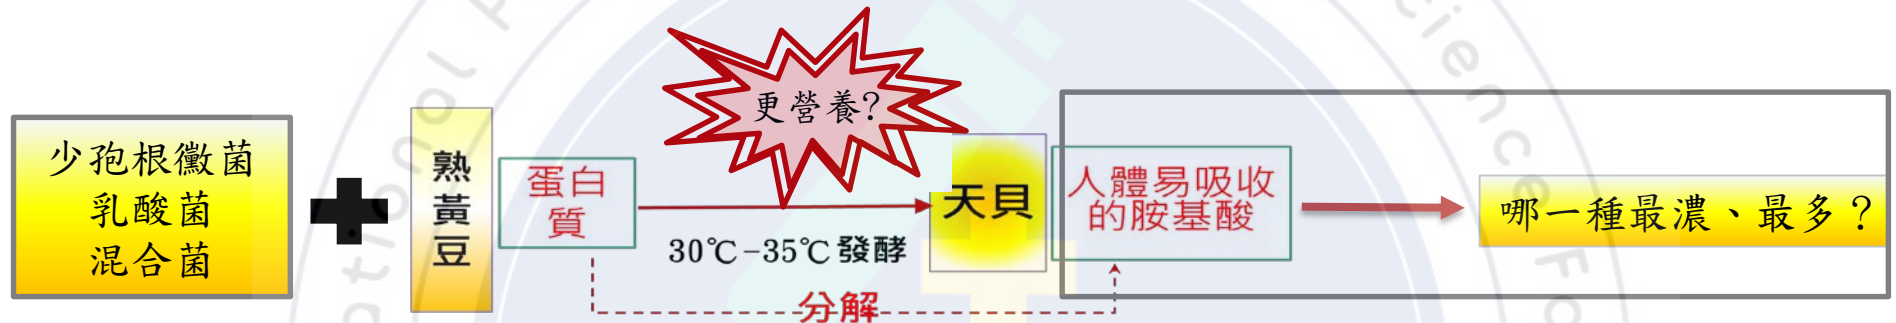 少孢根黴菌
乳酸菌
混合菌
熟黃豆
蛋白
質
更營養?
30℃-35℃發酵
分解
天貝
人體易吸收
的胺基酸
哪一種最濃、最多？